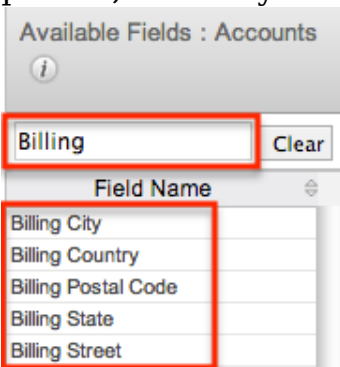 Available Fields : Accounts
i
Billing Clear
Field Name
Billing City
Billing Country
Billing Postal Code
Billing State
Billing Street